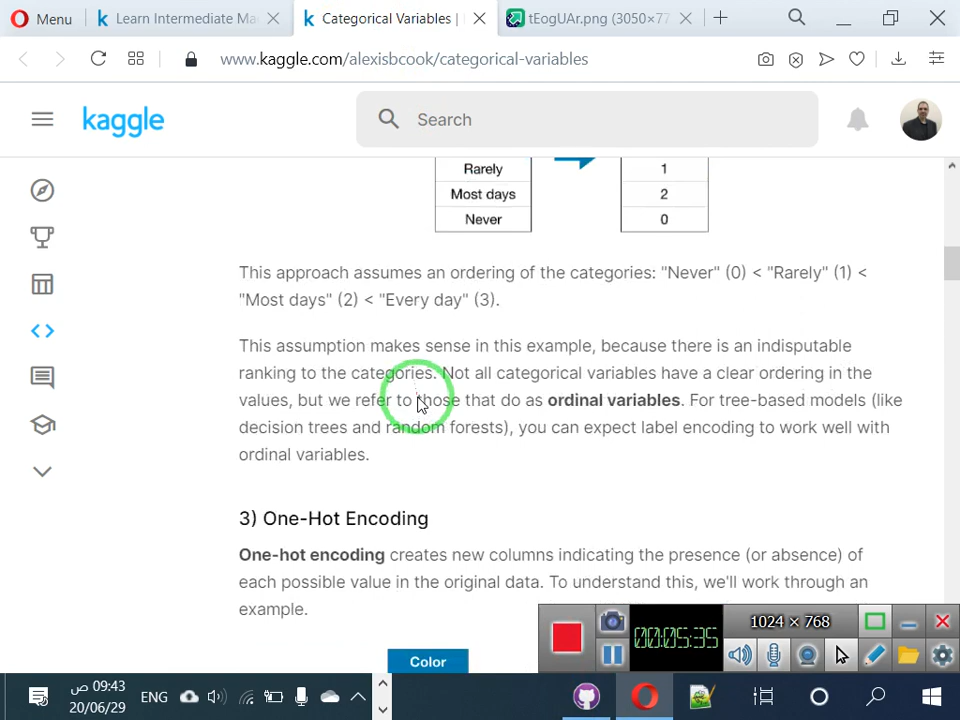 Menu
Learn Intermediate Ma
Categorical Variables |
tEogUAr.png (3050×77
www.kaggle.com/alexisbcook/categorical-variables
kaggle
Search
Rarely 1
Most days 2
Never 0
This approach assumes an ordering of the categories: "Never" (0) < "Rarely" (1) <
"Most days" (2) < "Every day" (3).
This assumption makes sense in this example, because there is an indisputable
ranking to the categories. Not all categorical variables have a clear ordering in the
values, but we refer to those that do as ordinal variables. For tree-based models (like
decision trees and random forests), you can expect label encoding to work well with
ordinal variables.
3) One-Hot Encoding
One-hot encoding creates new columns indicating the presence (or absence) of
each possible value in the original data. To understand this, we'll work through an
example.
Color
1024 × 768
00:05:35
09:43 ص
20/06/29
ENG